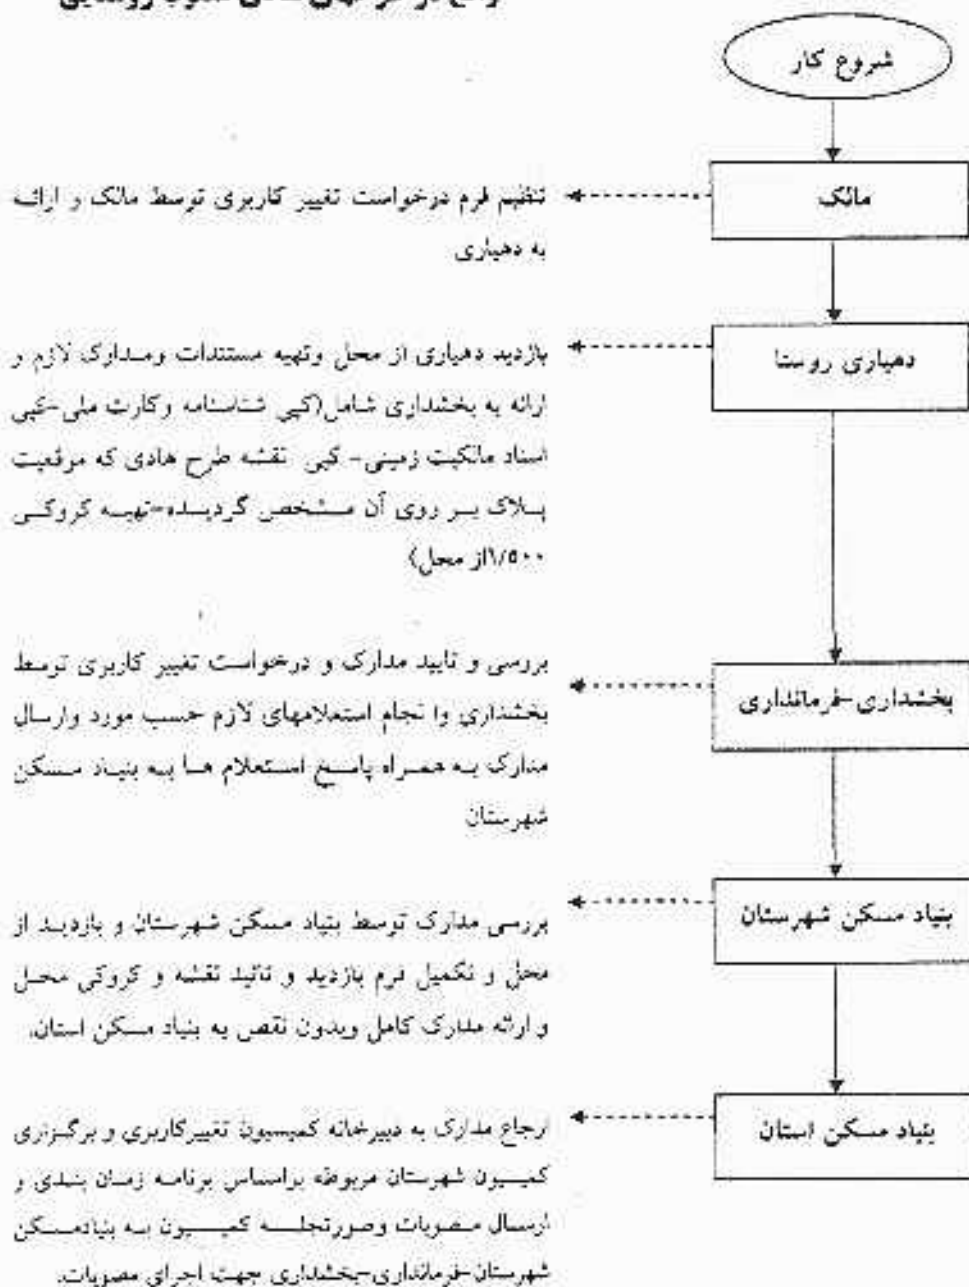 واقع در
شروع کار
مالک
تنظیم فرم درخواست تغییر کاربری توسط مالک و ارائه
به دهیاری
دهیاری روستا
بازدید دهیاری از محل وتهیه مستندات ومدارک لازم و
ارائه به بخشداری شامل(کپی شناسنامه وکارت ملی-کپی
اسناد مالکیت زمینی- کپی نقشه طرح هادی که موقعیت
پلاک بر روی آن مشخص گردیده-تهیه کروکی
۱/۵۰۰از محل)
بخشداری-فرمانداری
بررسی و تایید مدارک و درخواست تغییر کاربری توسط
بخشداری وا نجام استعلامهای لازم حسب مورد وارسال
مدارک به همراه پاسخ استعلام ها به بنیاد مسکن
شهرستان
بنیاد مسکن شهرستان
بررسی مدارک توسط بنیاد مسکن شهرستان و بازدید از
محل و تکمیل فرم بازدید و تائید نقشه و کروکی محل
و ارئه مدارک کامل وبدون نقص به بنیاد مسکن استان.
بنیاد مسکن استان
ارجاع مدارک به دبیرخانه کمیسیون تغییرکاربری و برگزاری
کمیسیون شهرستان مربوطه براساس برنامه زمان بندی و
ارسال مصوبات وصورتجلسه کمیسیون به بنیادمسکن
شهرستان-فرمانداری-بخشداری جهت اجرای مصوبات.